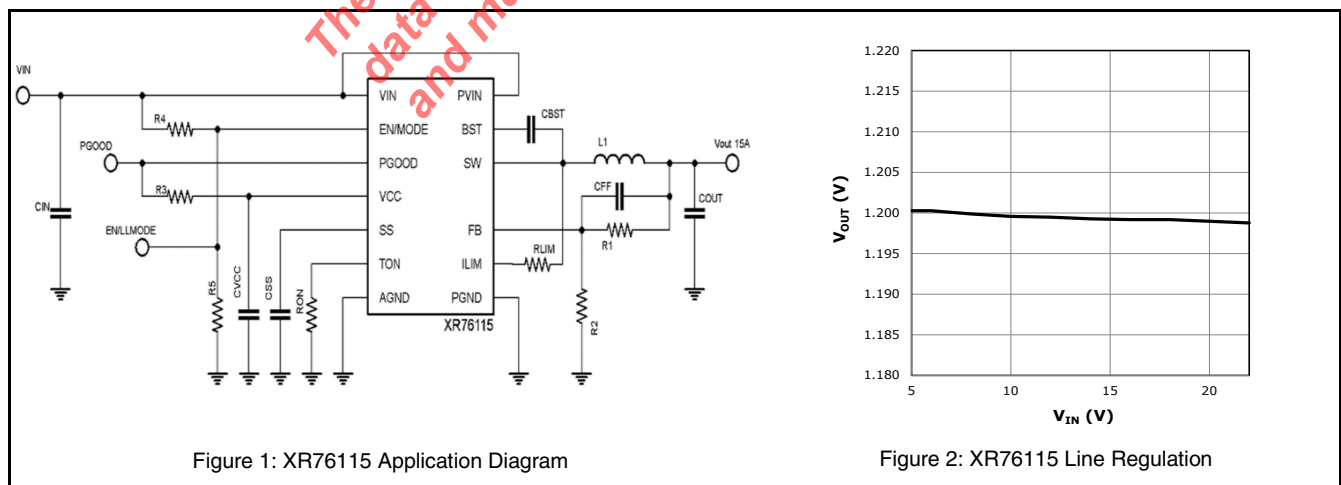 The
data
and ma
VIN
R4
PGOOD
R3
CIN
EN/LLMODE
R5
CVCC
CSS
RON
VIN
EN/MODE
PGOOD
VCC
SS
TON
AGND
PVIN
BST
SW
FB
ILIM
PGND
XR76115
CBST
L1
Vout 15A
CFF
COUT
R1
RLIM
R2
Figure 1: XR76115 Application Diagram
1.220
1.215
1.210
1.205
1.200
1.195
1.190
1.185
1.180
VOUT (V)
5 10 15 20
VIN (V)
Figure 2: XR76115 Line Regulation